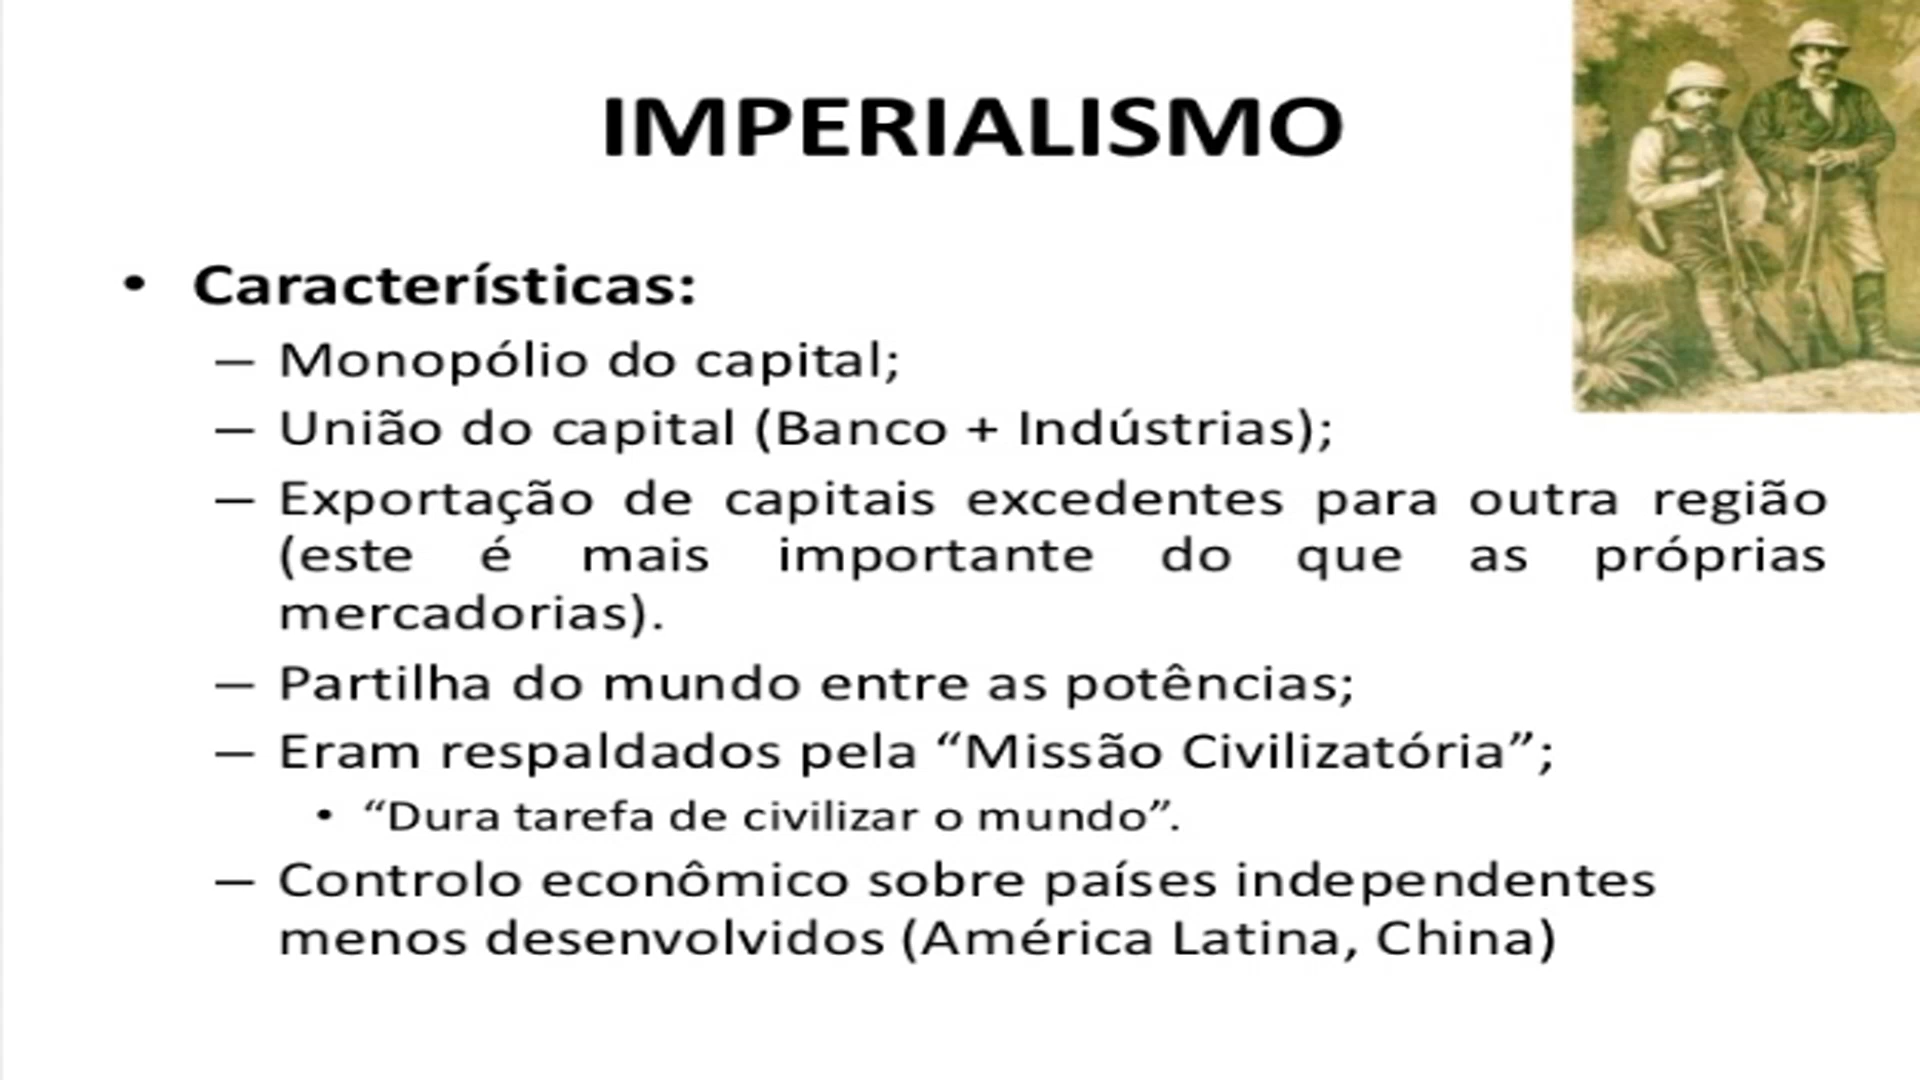 IMPERIALISMO
• Características:
– Monopólio do capital;
– União do capital (Banco + Indústrias);
– Exportação de capitais excedentes para outra região
(este é mais importante do que as próprias
mercadorias).
– Partilha do mundo entre as potências;
– Eram respaldados pela “Missão Civilizatória”;
• “Dura tarefa de civilizar o mundo”.
– Controlo econômico sobre países independentes
menos desenvolvidos (América Latina, China)